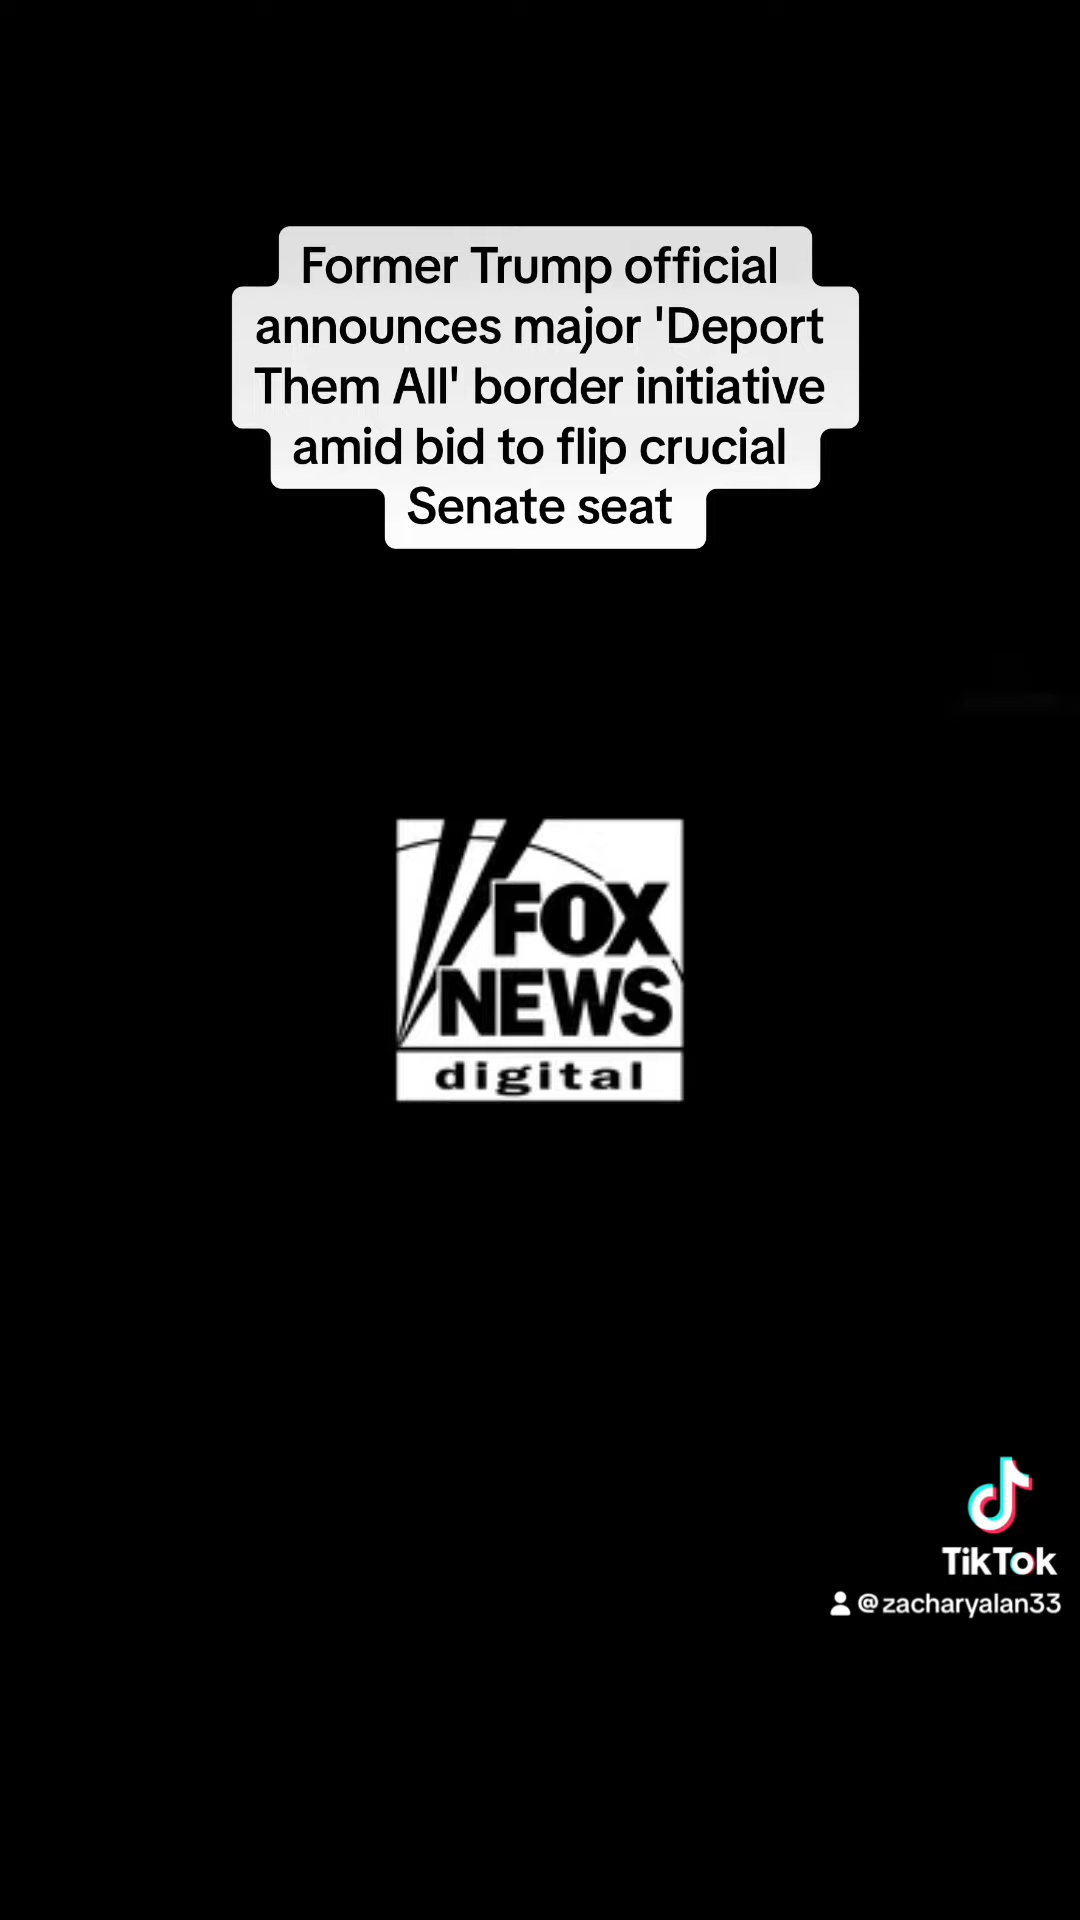 Former Trump official
announces major 'Deport
Them All' border initiative
amid bid to flip crucial
Senate seat
FOX
NEWS
digital
TikTok
@zacharyalan33